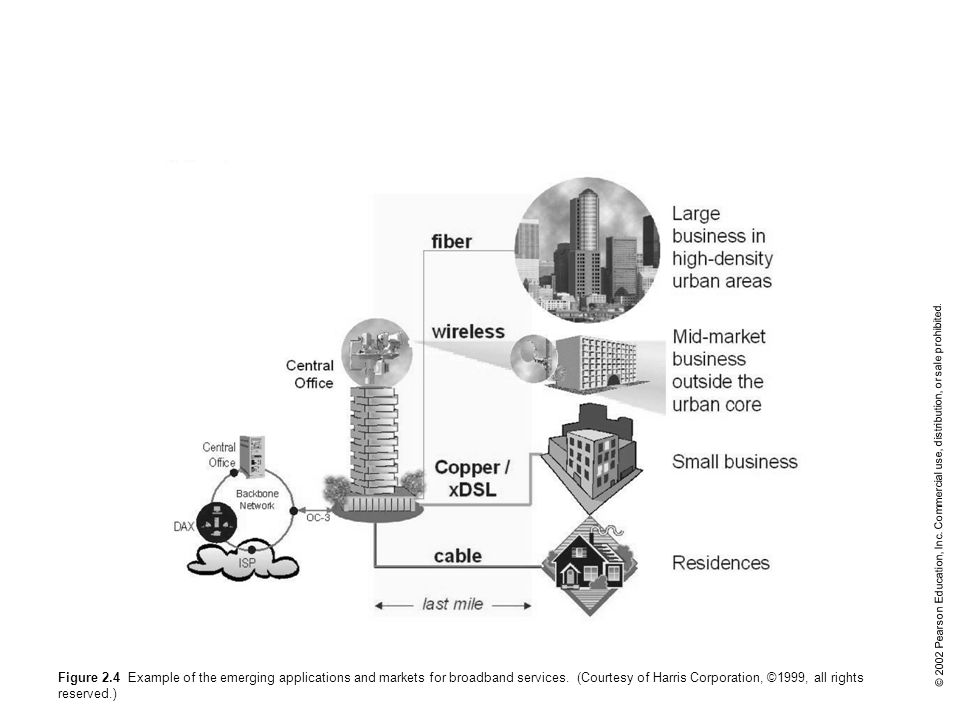 fiber
Large
business in
high-density
urban areas
wireless
Mid-market
business
outside the
urban core
Central
Office
Copper /
xDSL
Small business
Central
Office
Backbone
Network
DAX
OC-3
ISP
cable
Residences
last mile
Figure 2.4 Example of the emerging applications and markets for broadband services. (Courtesy of Harris Corporation, ©1999, all rights
reserved.)
© 2002 Pearson Education, Inc. Commercial use, distribution, or sale prohibited.